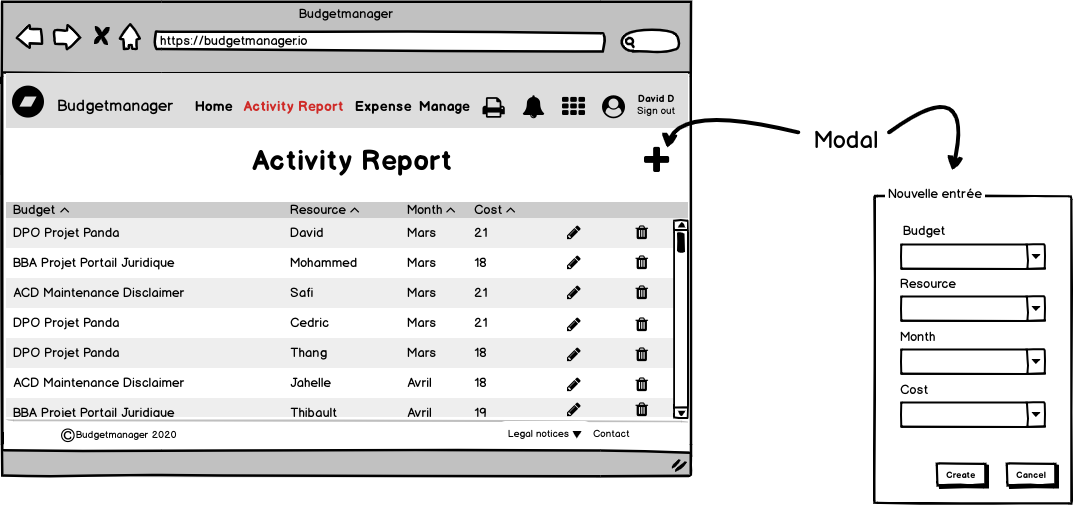 Budgetmanager
https://budgetmanager.io
Budgetmanager Home Activity Report Expense Manage David D
Sign out
Activity Report
Budget Resource Month Cost
DPO Projet Panda David Mars 21
BBA Projet Portail Juridique Mohammed Mars 18
ACD Maintenance Disclaimer Safi Mars 21
DPO Projet Panda Cedric Mars 21
DPO Projet Panda Thang Mars 18
ACD Maintenance Disclaimer Jahelle Avril 18
BBA Projet Portail Juridique Thibault Avril 19
©Budgetmanager 2020 Legal notices Contact
Modal
Nouvelle entrée
Budget
Resource
Month
Cost
Create Cancel